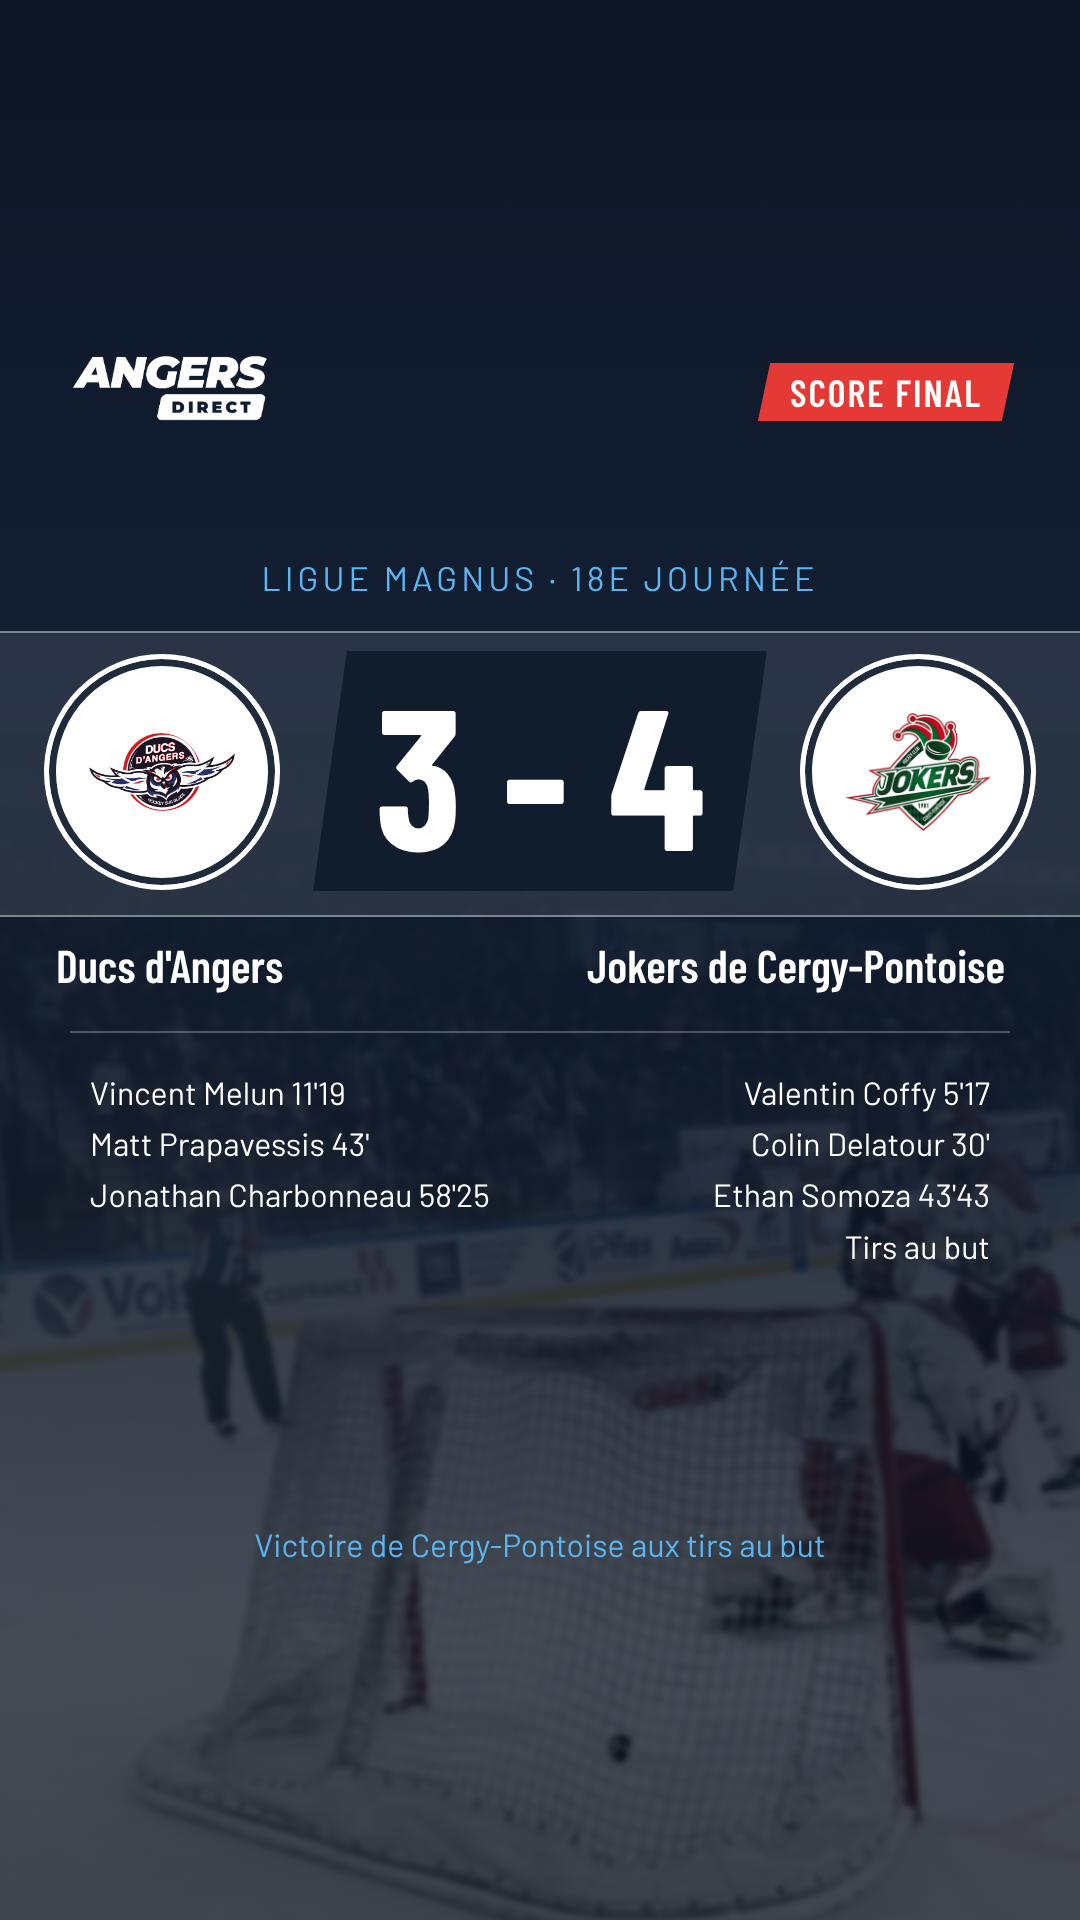 ANGERS
DIRECT
SCORE FINAL
LIGUE MAGNUS · 18E JOURNÉE
DUCS
D'ANGERS
3 - 4
JOKERS
1981
Ducs d'Angers
Jokers de Cergy-Pontoise
Vincent Melun 11'19
Matt Prapavessis 43'
Jonathan Charbonneau 58'25
Valentin Coffy 5'17
Colin Delatour 30'
Ethan Somoza 43'43
Tirs au but
Victoire de Cergy-Pontoise aux tirs au but